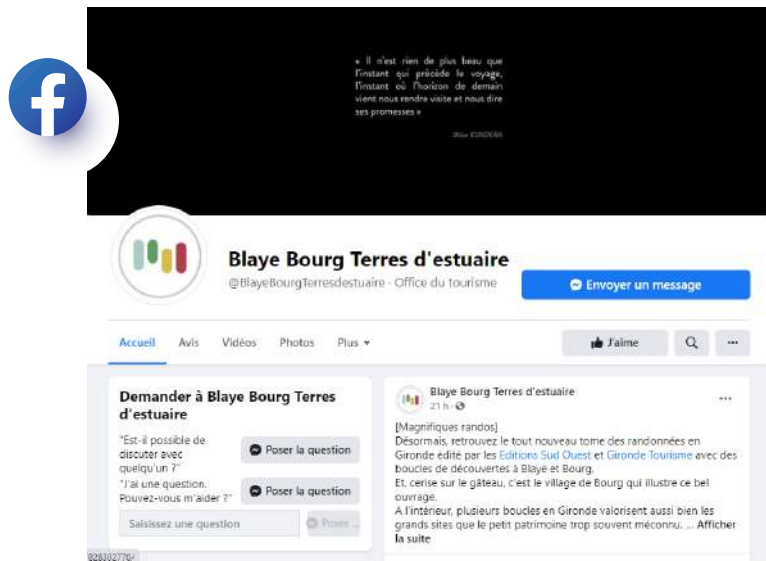 « Il n'est rien de plus beau que
l'instant qui précède le voyage,
l'instant où l'horizon de demain
vient nous rendre visite et nous dire
ses promesses »
Milan KUNDERA
Blaye Bourg Terres d'estuaire
@BlayeBourgTerresdestuaire - Office du tourisme
Envoyer un message
Accueil Avis Vidéos Photos Plus
J'aime
Demander à Blaye Bourg Terres
d'estuaire
"Est-il possible de
discuter avec
quelqu'un ?"
Poser la question
"J'ai une question.
Pouvez-vous m'aider ?"
Poser la question
Saisissez une question
Poser ...
Blaye Bourg Terres d'estuaire
21 h
[Magnifiques randos]
Désormais, retrouvez le tout nouveau tome des randonnées en
Gironde édité par les Editions Sud Ouest et Gironde Tourisme avec des
boucles de découvertes à Blaye et Bourg.
Et, cerise sur le gâteau, c'est le village de Bourg qui illustre ce bel
ouvrage.
A l'intérieur, plusieurs boucles en Gironde valorisent aussi bien les
grands sites que le petit patrimoine trop souvent méconnu. ... Afficher
la suite